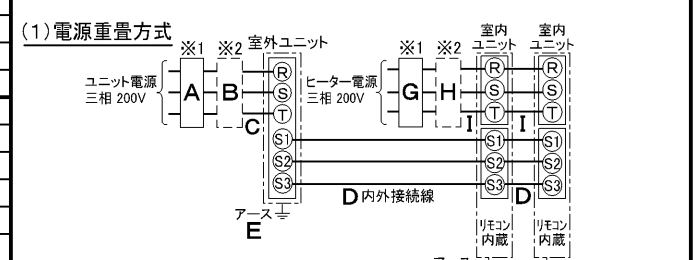 (1)電源重畳方式
※1 ※2 室外ユニット
ユニット電源
三相 200V
A B C
R
S
T
S1
S2
S3
アース
E
※1 ※2
ヒーター電源
三相 200V
G H I I
室内
ユニット
R
S
T
S1
S2
S3
リモコン
内蔵
室内
ユニット
R
S
T
S1
S2
S3
リモコン
内蔵
D 内外接続線
D